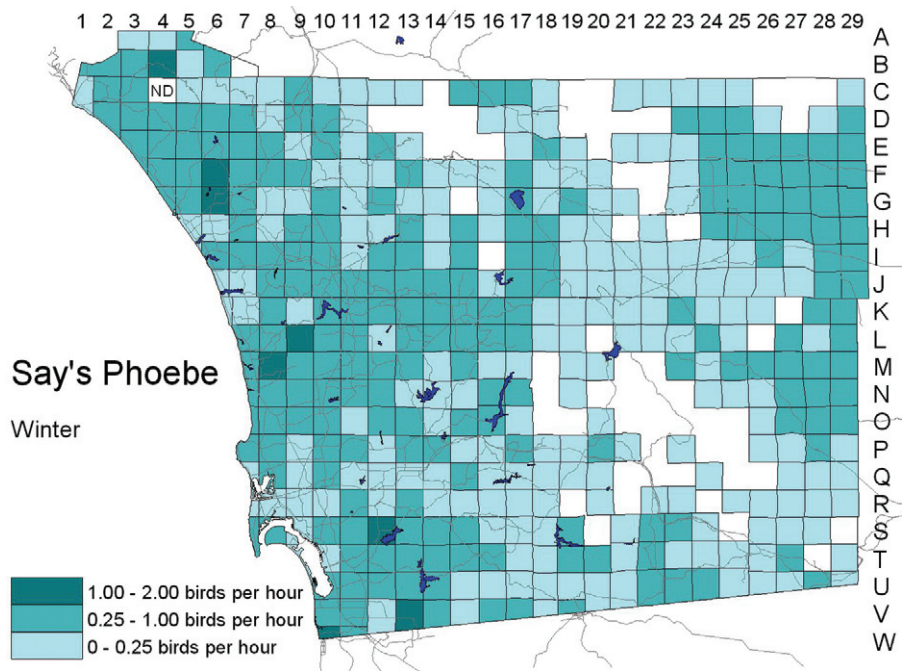 1 2 3 4 5 6 7 8 9 10 11 12 13 14 15 16 17 18 19 20 21 22 23 24 25 26 27 28 29
A
B
C
D
E
F
G
H
I
J
K
L
M
N
O
P
Q
R
S
T
U
V
W
ND
Say's Phoebe
Winter
1.00 - 2.00 birds per hour
0.25 - 1.00 birds per hour
0 - 0.25 birds per hour